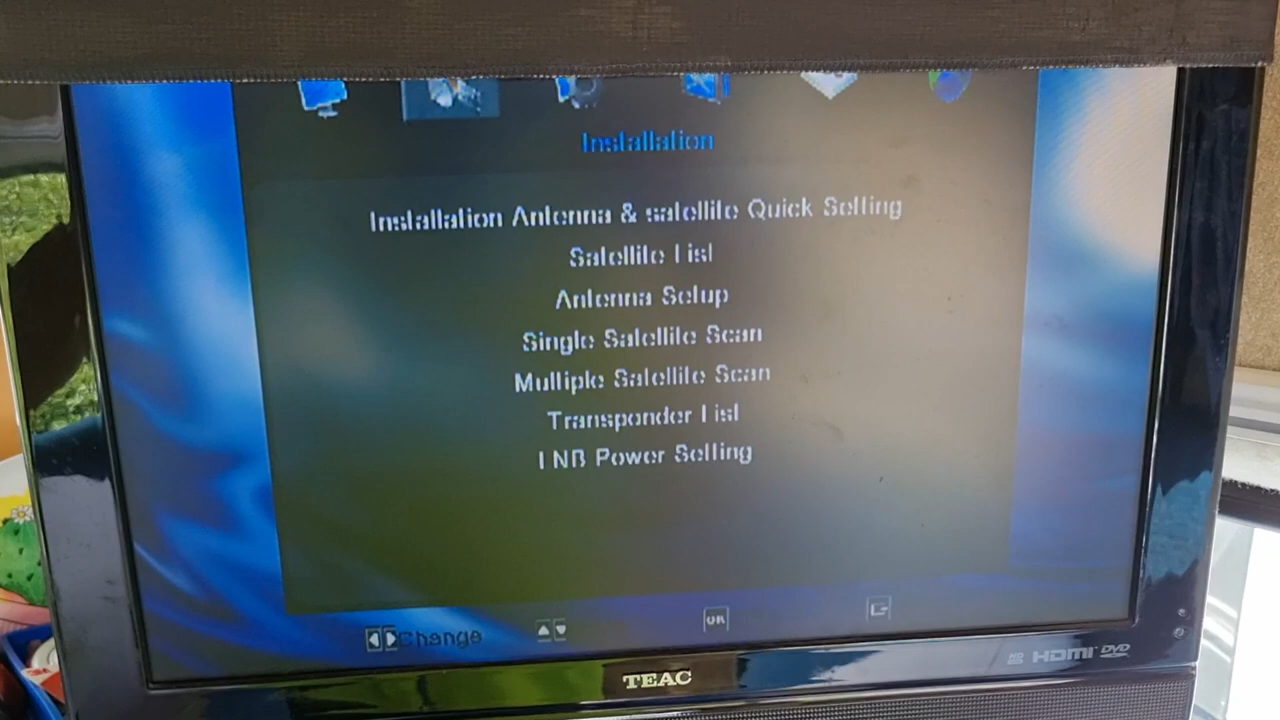 Installation
Installation Antenna & satellite Quick Setting
Satellite List
Antenna Setup
Single Satellite Scan
Multiple Satellite Scan
Transponder List
LNB Power Setting
Change
OK
HDMI DVD
TEAC